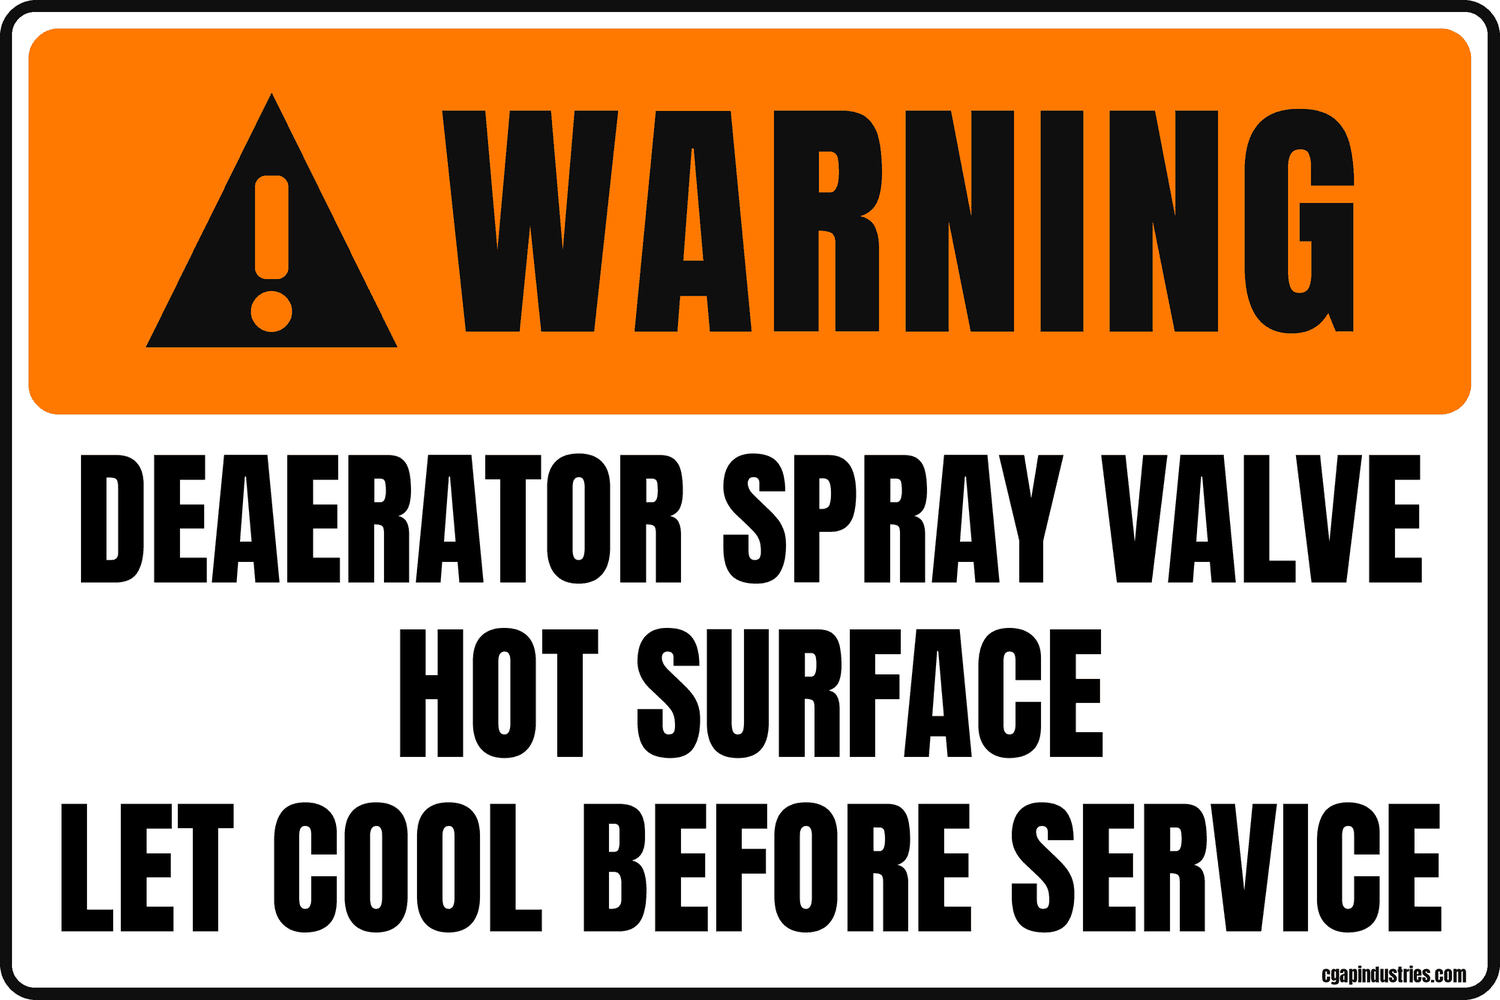 WARNING
DEAERATOR SPRAY VALVE
HOT SURFACE
LET COOL BEFORE SERVICE
cgapindustries.com